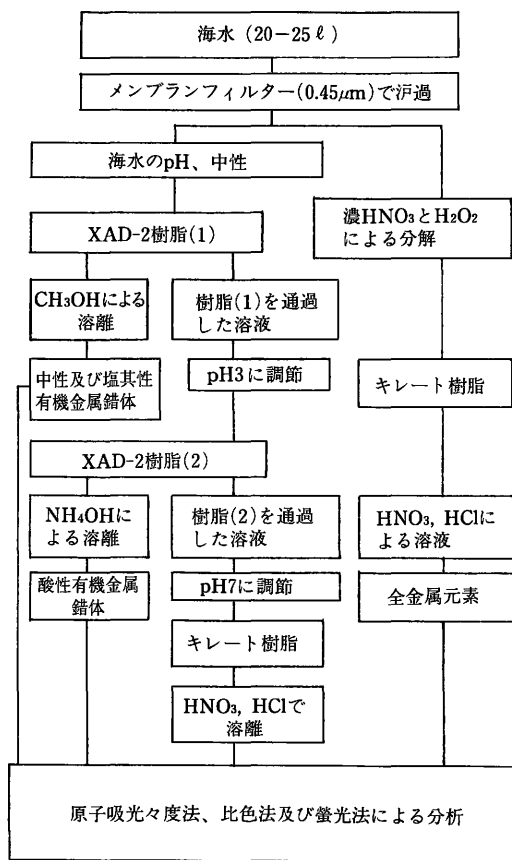 海水（20－25ℓ）
メンブランフィルター(0.45μm)で沪過
海水のpH、中性
濃HNO₃とH₂O₂
による分解
XAD-2樹脂(1)
CH₃OHによる
溶離
樹脂(1)を通過
した溶液
中性及び塩其性
有機金属錯体
pH3に調節
キレート樹脂
XAD-2樹脂(2)
NH₄OHに
よる溶離
樹脂(2)を通過
した溶液
HNO₃, HClに
よる溶液
酸性有機金属
錯体
pH7に調節
全金属元素
キレート樹脂
HNO₃, HClで
溶離
原子吸光々度法、比色法及び螢光法による分析